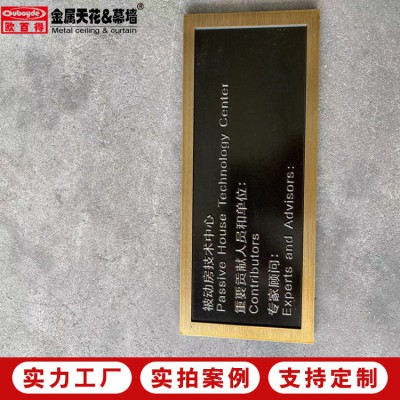 Ouboyde
欧百得
金属天花&幕墙
Metal ceiling & curtain
被动房技术中心
Passive House Technology Center
重要贡献人员和单位:
Contributors
专家顾问:
Experts and Advisors:
实力工厂
实拍案例
支持定制